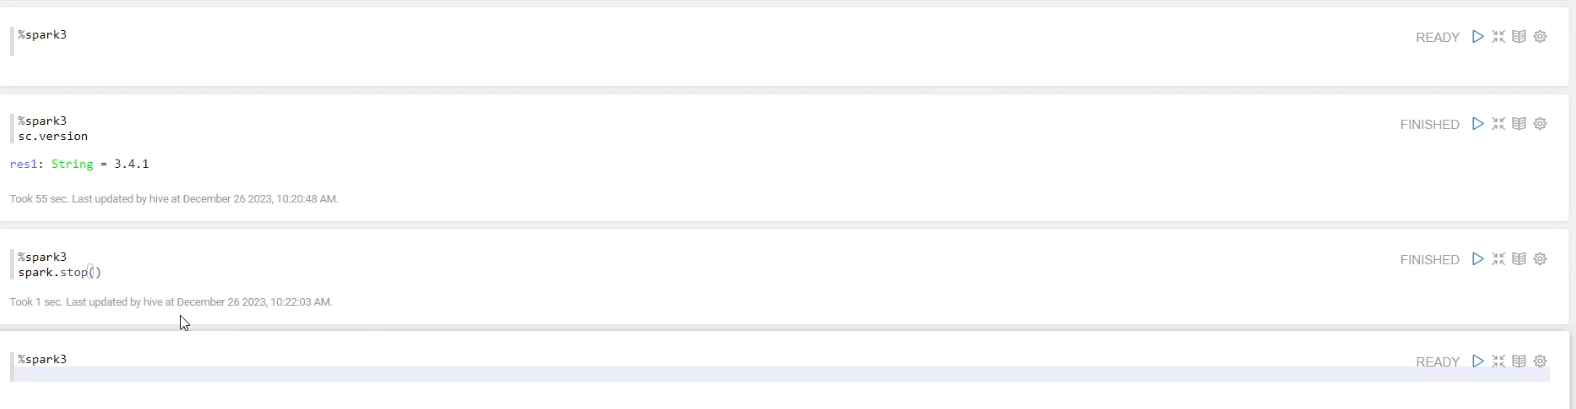 %spark3
READY
%spark3
FINISHED
sc.version
res1: String = 3.4.1
Took 55 sec. Last updated by hive at December 26 2023, 10:20:48 AM.
%spark3
FINISHED
spark.stop()
Took 1 sec. Last updated by hive at December 26 2023, 10:22:03 AM.
%spark3
READY